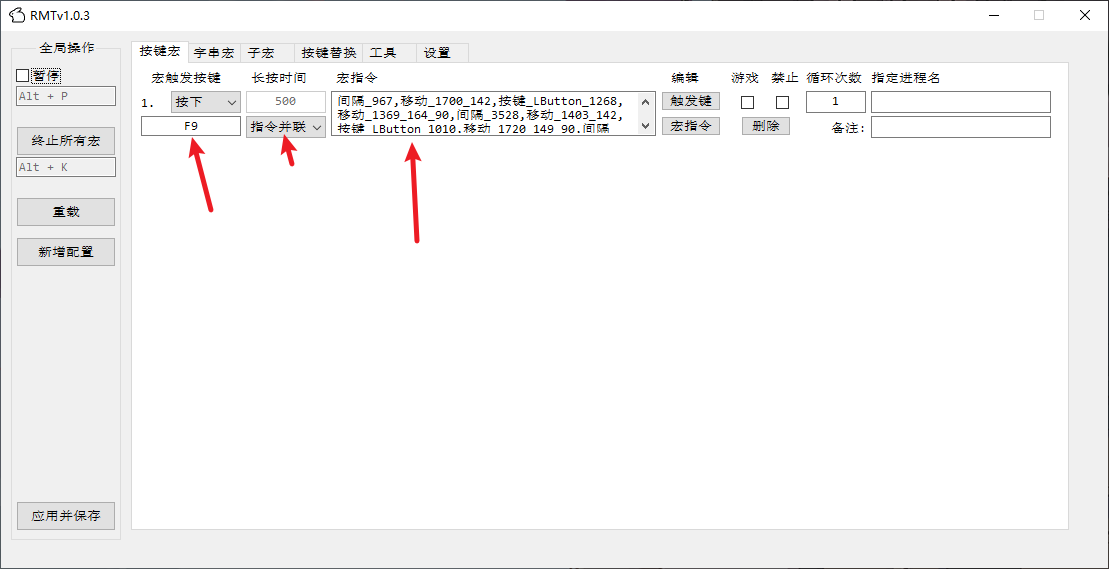 RMTv1.0.3
全局操作
暂停
Alt + P
终止所有宏
Alt + K
重载
新增配置
应用并保存
按键宏 字串宏 子宏 按键替换 工具 设置
宏触发按键 长按时间 宏指令 编辑 游戏 禁止 循环次数 指定进程名
1. 按下 500 触发键 1
F9 指令并联 宏指令 删除 备注:
间隔_967,移动_1700_142,按键_LButton_1268,
移动_1369_164_90,间隔_3528,移动_1403_142,
按键_LButton_1010,移动_1720_149_90,间隔